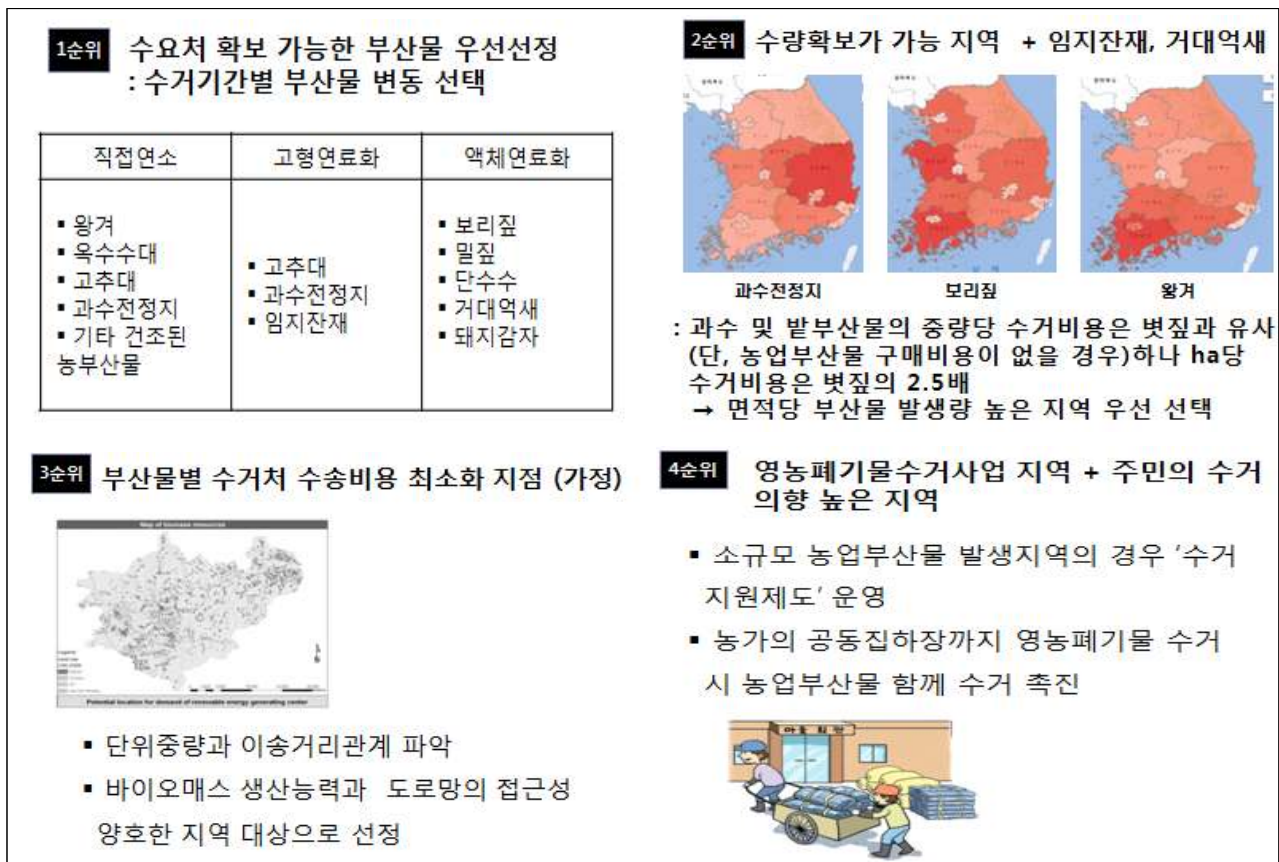 1순위 수요처 확보 가능한 부산물 우선선정
: 수거기간별 부산물 변동 선택
직접연소 고형연료화 액체연료화
▪ 왕겨
▪ 옥수수대
▪ 고추대
▪ 과수전정지
▪ 기타 건조된
농부산물
▪ 고추대
▪ 과수전정지
▪ 임지잔재
▪ 보리짚
▪ 밀짚
▪ 단수수
▪ 거대억새
▪ 돼지감자
2순위 수량확보가 가능 지역 + 임지잔재, 거대억새
과수전정지 보리짚 왕겨
: 과수 및 밭부산물의 중량당 수거비용은 볏짚과 유사
(단, 농업부산물 구매비용이 없을 경우)하나 ha당
수거비용은 볏짚의 2.5배
→ 면적당 부산물 발생량 높은 지역 우선 선택
3순위 부산물별 수거처 수송비용 최소화 지점 (가정)
Map of biomass resources
Potential location for demand of renewable energy generating center
▪ 단위중량과 이송거리관계 파악
▪ 바이오매스 생산능력과 도로망의 접근성
양호한 지역 대상으로 선정
4순위 영농폐기물수거사업 지역 + 주민의 수거
의향 높은 지역
▪ 소규모 농업부산물 발생지역의 경우 '수거
지원제도' 운영
▪ 농가의 공동집하장까지 영농폐기물 수거
시 농업부산물 함께 수거 촉진
마을 회관